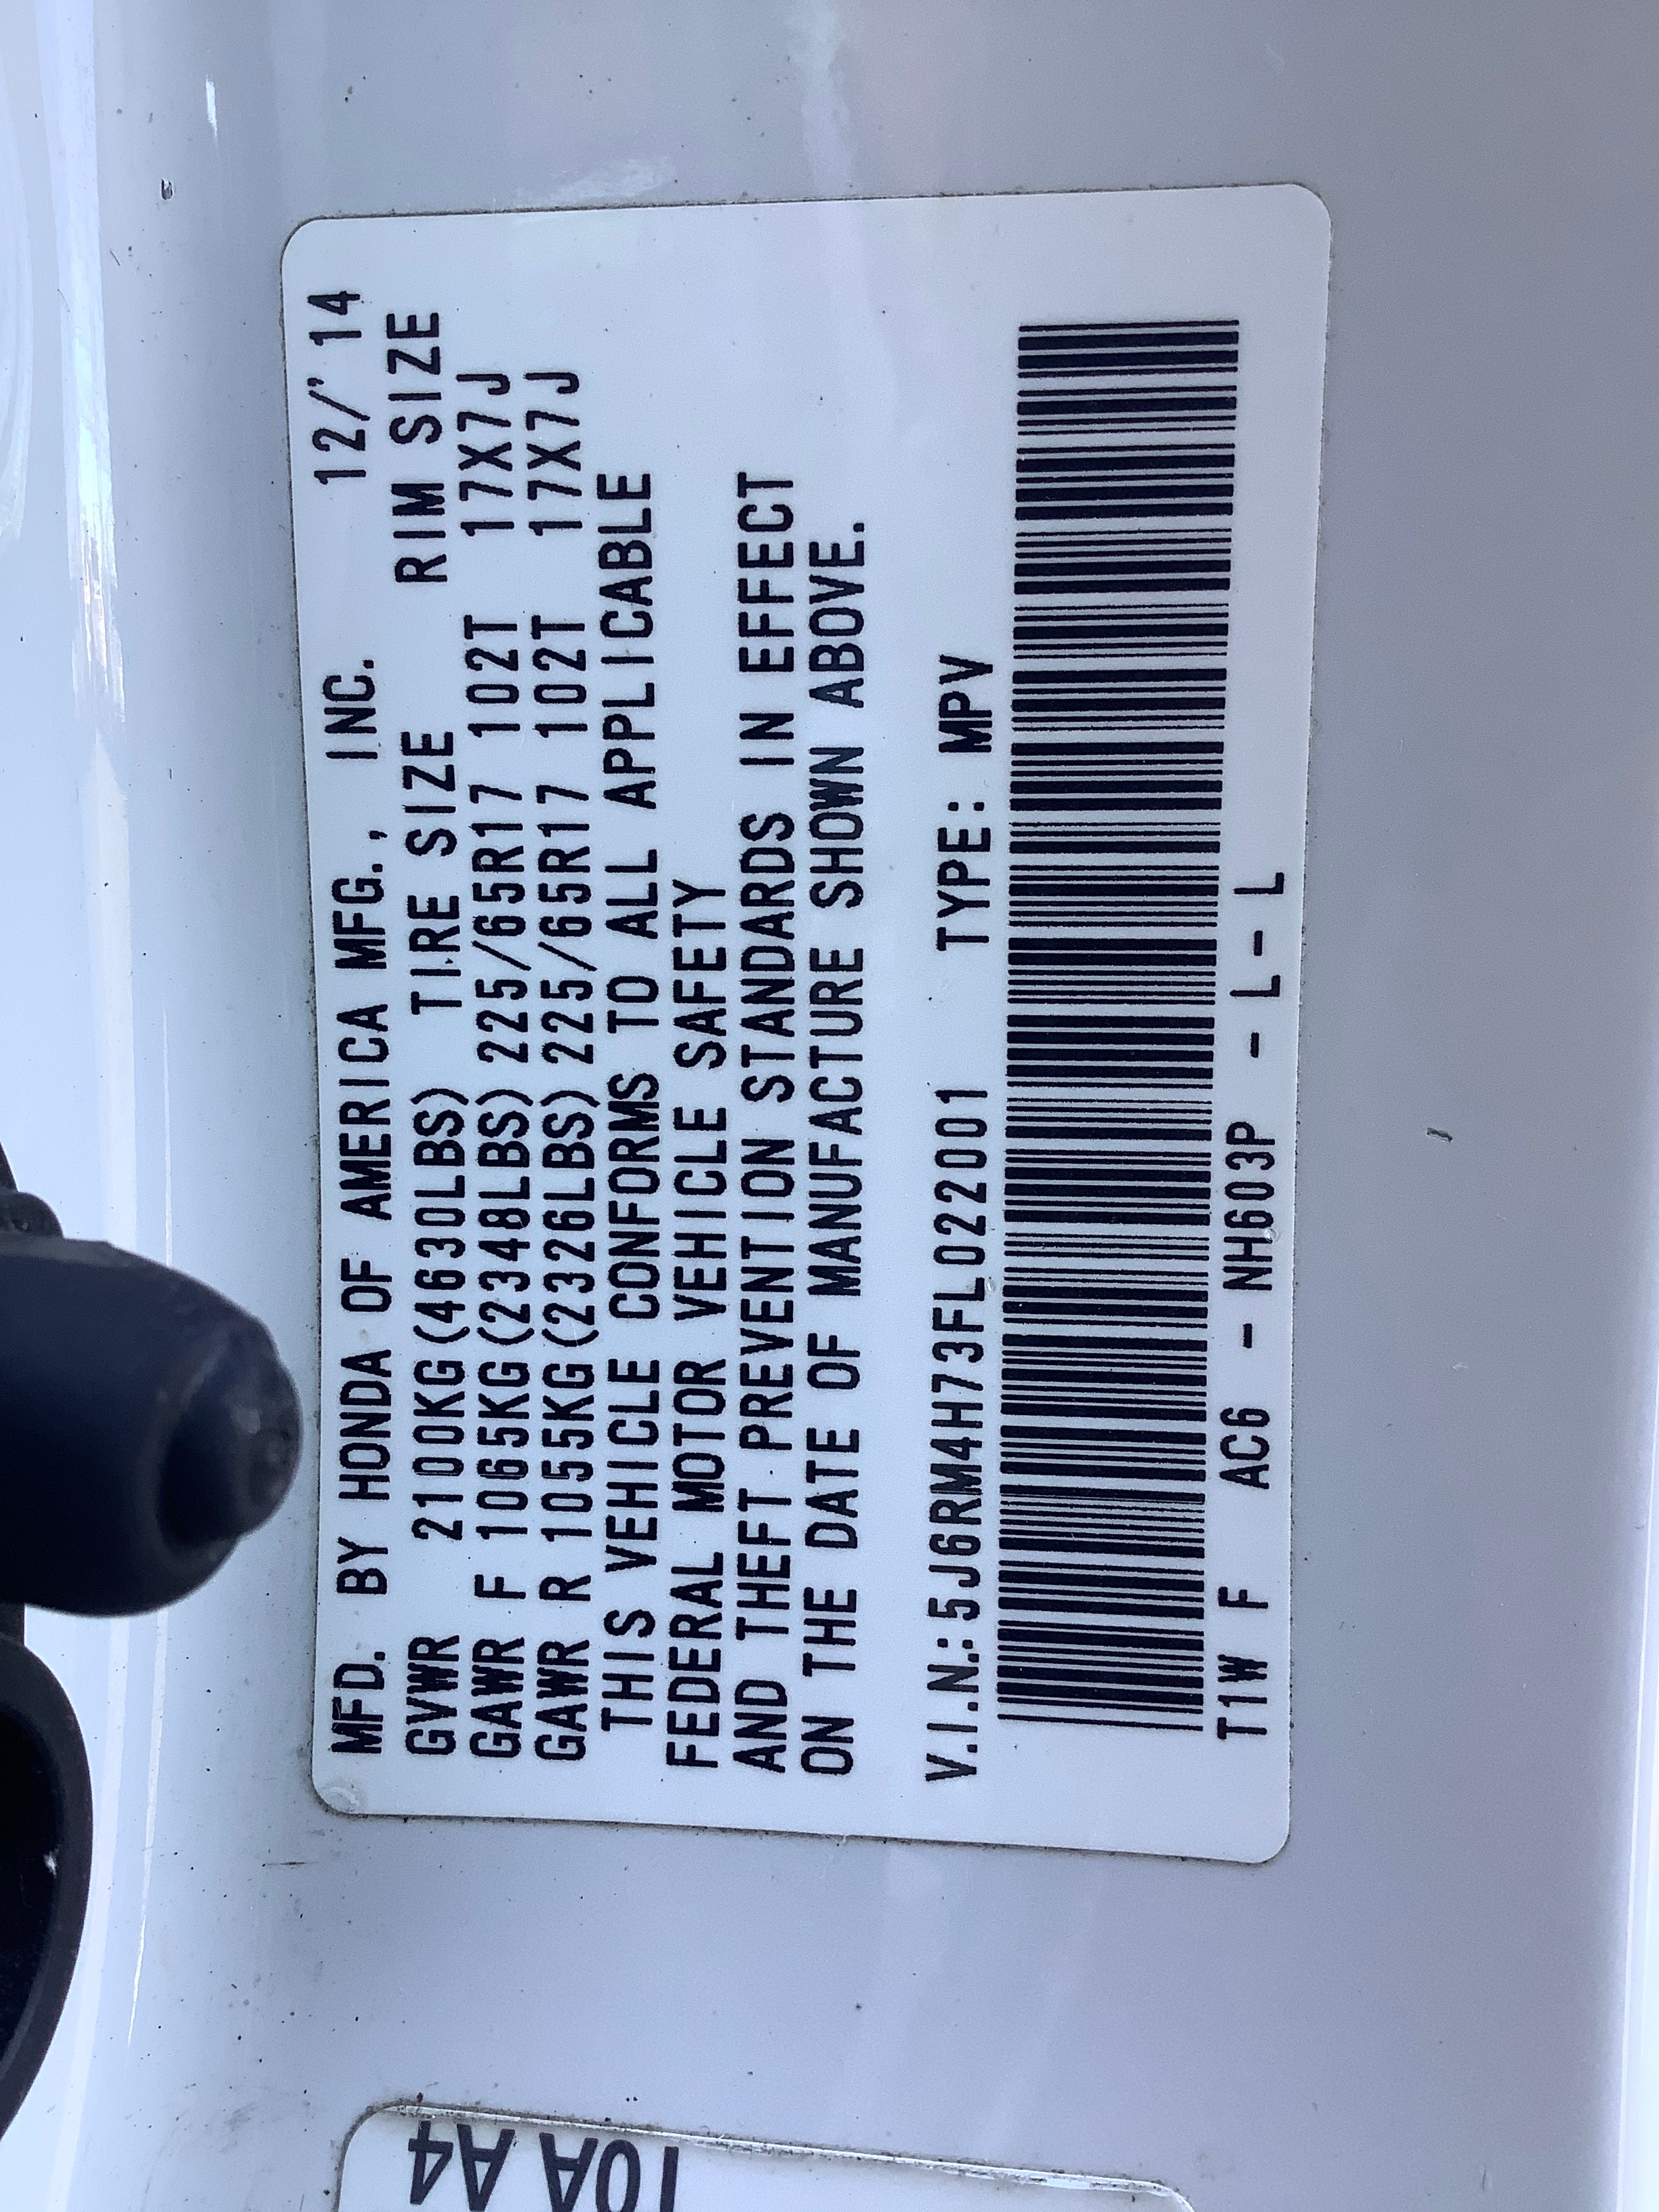 MFD. BY HONDA OF AMERICA MFG., INC. 12/'14
GVWR 2100KG(4630LBS) TIRE SIZE RIM SIZE
GAWR F 1065KG(2348LBS) 225/65R17 102T 17X7J
GAWR R 1055KG(2326LBS) 225/65R17 102T 17X7J
THIS VEHICLE CONFORMS TO ALL APPLICABLE
FEDERAL MOTOR VEHICLE SAFETY
AND THEFT PREVENTION STANDARDS IN EFFECT
ON THE DATE OF MANUFACTURE SHOWN ABOVE.
V.I.N.: 5J6RM4H73FL022001 TYPE: MPV
T1W F AC6 - NH603P - L-L
T0A A4